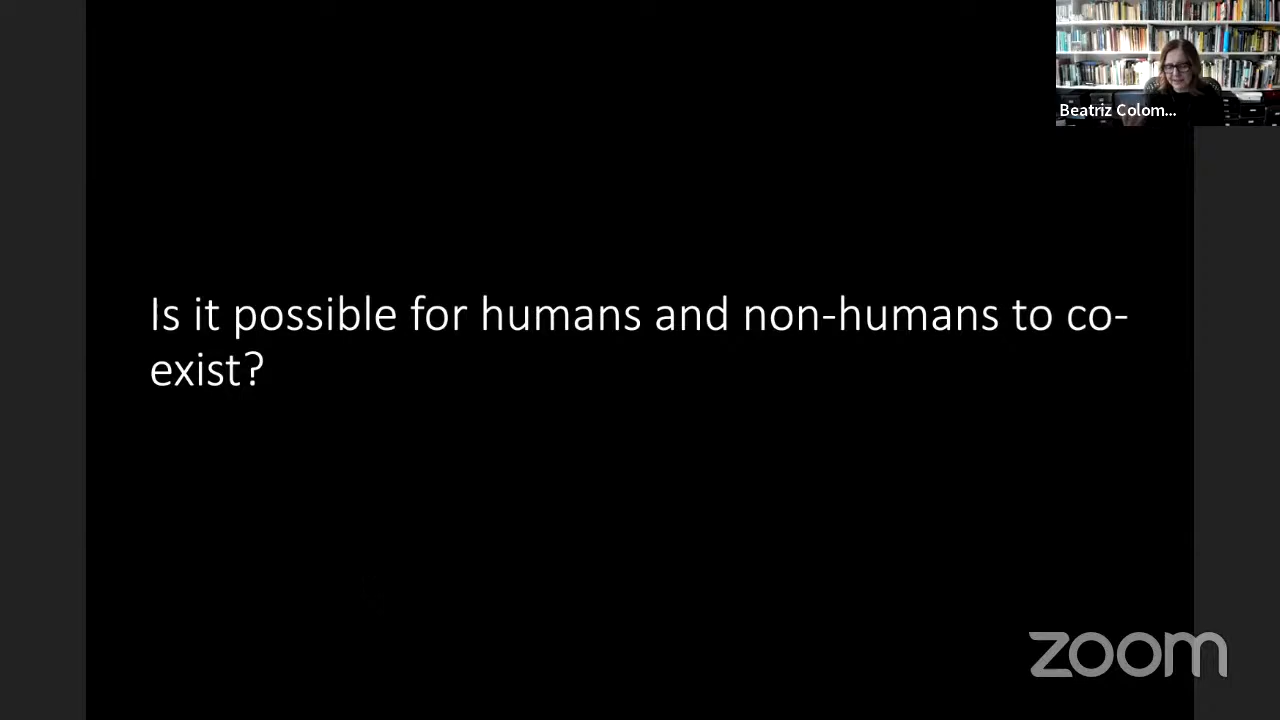 Beatriz Colom...
Is it possible for humans and non-humans to co-
exist?
zoom